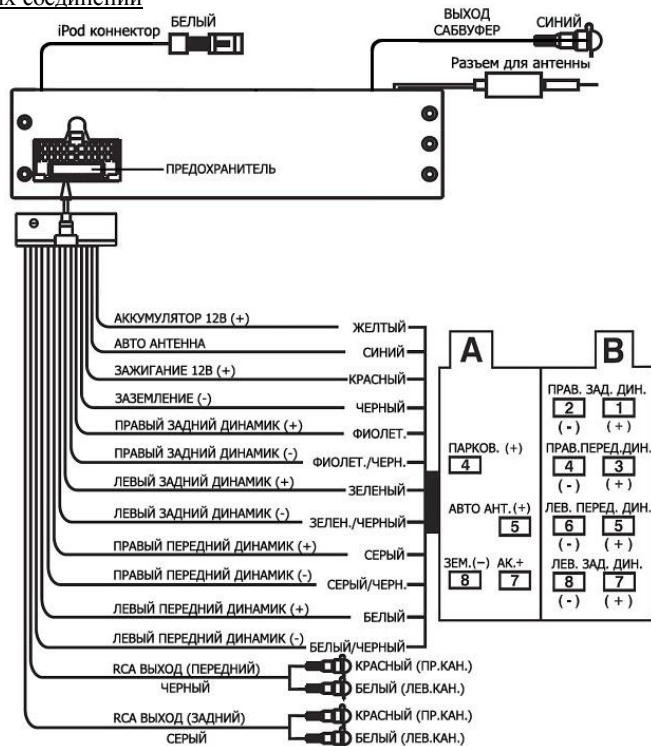 ых соединений
iPod коннектор
БЕЛЫЙ
ВЫХОД
САБВУФЕР
СИНИЙ
Разъем для антенны
ПРЕДОХРАНИТЕЛЬ
АККУМУЛЯТОР 12В (+) ЖЕЛТЫЙ
АВТО АНТЕННА СИНИЙ
ЗАЖИГАНИЕ 12В (+) КРАСНЫЙ
ЗАЗЕМЛЕНИЕ (-) ЧЕРНЫЙ
ПРАВЫЙ ЗАДНИЙ ДИНАМИК (+) ФИОЛЕТ.
ПРАВЫЙ ЗАДНИЙ ДИНАМИК (-) ФИОЛЕТ./ЧЕРН.
ЛЕВЫЙ ЗАДНИЙ ДИНАМИК (+) ЗЕЛЕНЫЙ
ЛЕВЫЙ ЗАДНИЙ ДИНАМИК (-) ЗЕЛЕН./ЧЕРНЫЙ
ПРАВЫЙ ПЕРЕДНИЙ ДИНАМИК (+) СЕРЫЙ
ПРАВЫЙ ПЕРЕДНИЙ ДИНАМИК (-) СЕРЫЙ/ЧЕРН.
ЛЕВЫЙ ПЕРЕДНИЙ ДИНАМИК (+) БЕЛЫЙ
ЛЕВЫЙ ПЕРЕДНИЙ ДИНАМИК (-) БЕЛЫЙ/ЧЕРНЫЙ
RCA ВЫХОД (ПЕРЕДНИЙ)
ЧЕРНЫЙ
КРАСНЫЙ (ПР.КАН.)
БЕЛЫЙ (ЛЕВ.КАН.)
RCA ВЫХОД (ЗАДНИЙ)
СЕРЫЙ
КРАСНЫЙ (ПР.КАН.)
БЕЛЫЙ (ЛЕВ.КАН.)
A
ПАРКОВ. (+)
4
АВТО АНТ.(+)
5
ЗЕМ.(-) АК.+
8 7
B
ПРАВ. ЗАД. ДИН.
2 1
(-) (+)
ПРАВ.ПЕРЕД.ДИН.
4 3
(-) (+)
ЛЕВ. ПЕРЕД. ДИН.
6 5
(-) (+)
ЛЕВ. ЗАД. ДИН.
8 7
(-) (+)